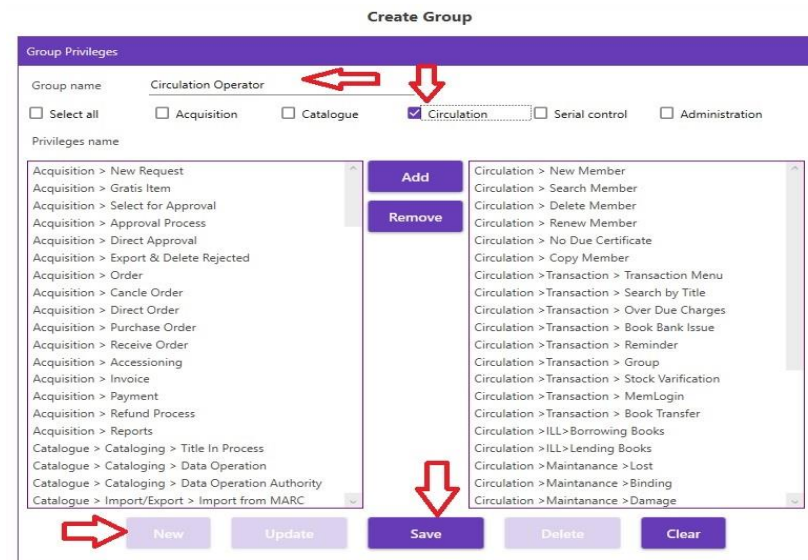 Create Group
Group Privileges
Group name Circulation Operator
Select all Acquisition Catalogue Circulation Serial control Administration
Privileges name
Acquisition > New Request
Acquisition > Gratis Item
Acquisition > Select for Approval
Acquisition > Approval Process
Acquisition > Direct Approval
Acquisition > Export & Delete Rejected
Acquisition > Order
Acquisition > Cancle Order
Acquisition > Direct Order
Acquisition > Purchase Order
Acquisition > Receive Order
Acquisition > Accessioning
Acquisition > Invoice
Acquisition > Payment
Acquisition > Refund Process
Acquisition > Reports
Catalogue > Cataloging > Title In Process
Catalogue > Cataloging > Data Operation
Catalogue > Cataloging > Data Operation Authority
Catalogue > Import/Export > Import from MARC
Add
Remove
Circulation > New Member
Circulation > Search Member
Circulation > Delete Member
Circulation > Renew Member
Circulation > No Due Certificate
Circulation > Copy Member
Circulation >Transaction > Transaction Menu
Circulation >Transaction > Search by Title
Circulation >Transaction > Over Due Charges
Circulation >Transaction > Book Bank Issue
Circulation >Transaction > Reminder
Circulation >Transaction > Group
Circulation >Transaction > Stock Varification
Circulation >Transaction > MemLogin
Circulation >Transaction > Book Transfer
Circulation >ILL>Borrowing Books
Circulation >ILL>Lending Books
Circulation >Maintanance >Lost
Circulation >Maintanance >Binding
Circulation >Maintanance >Damage
New Update Save Delete Clear